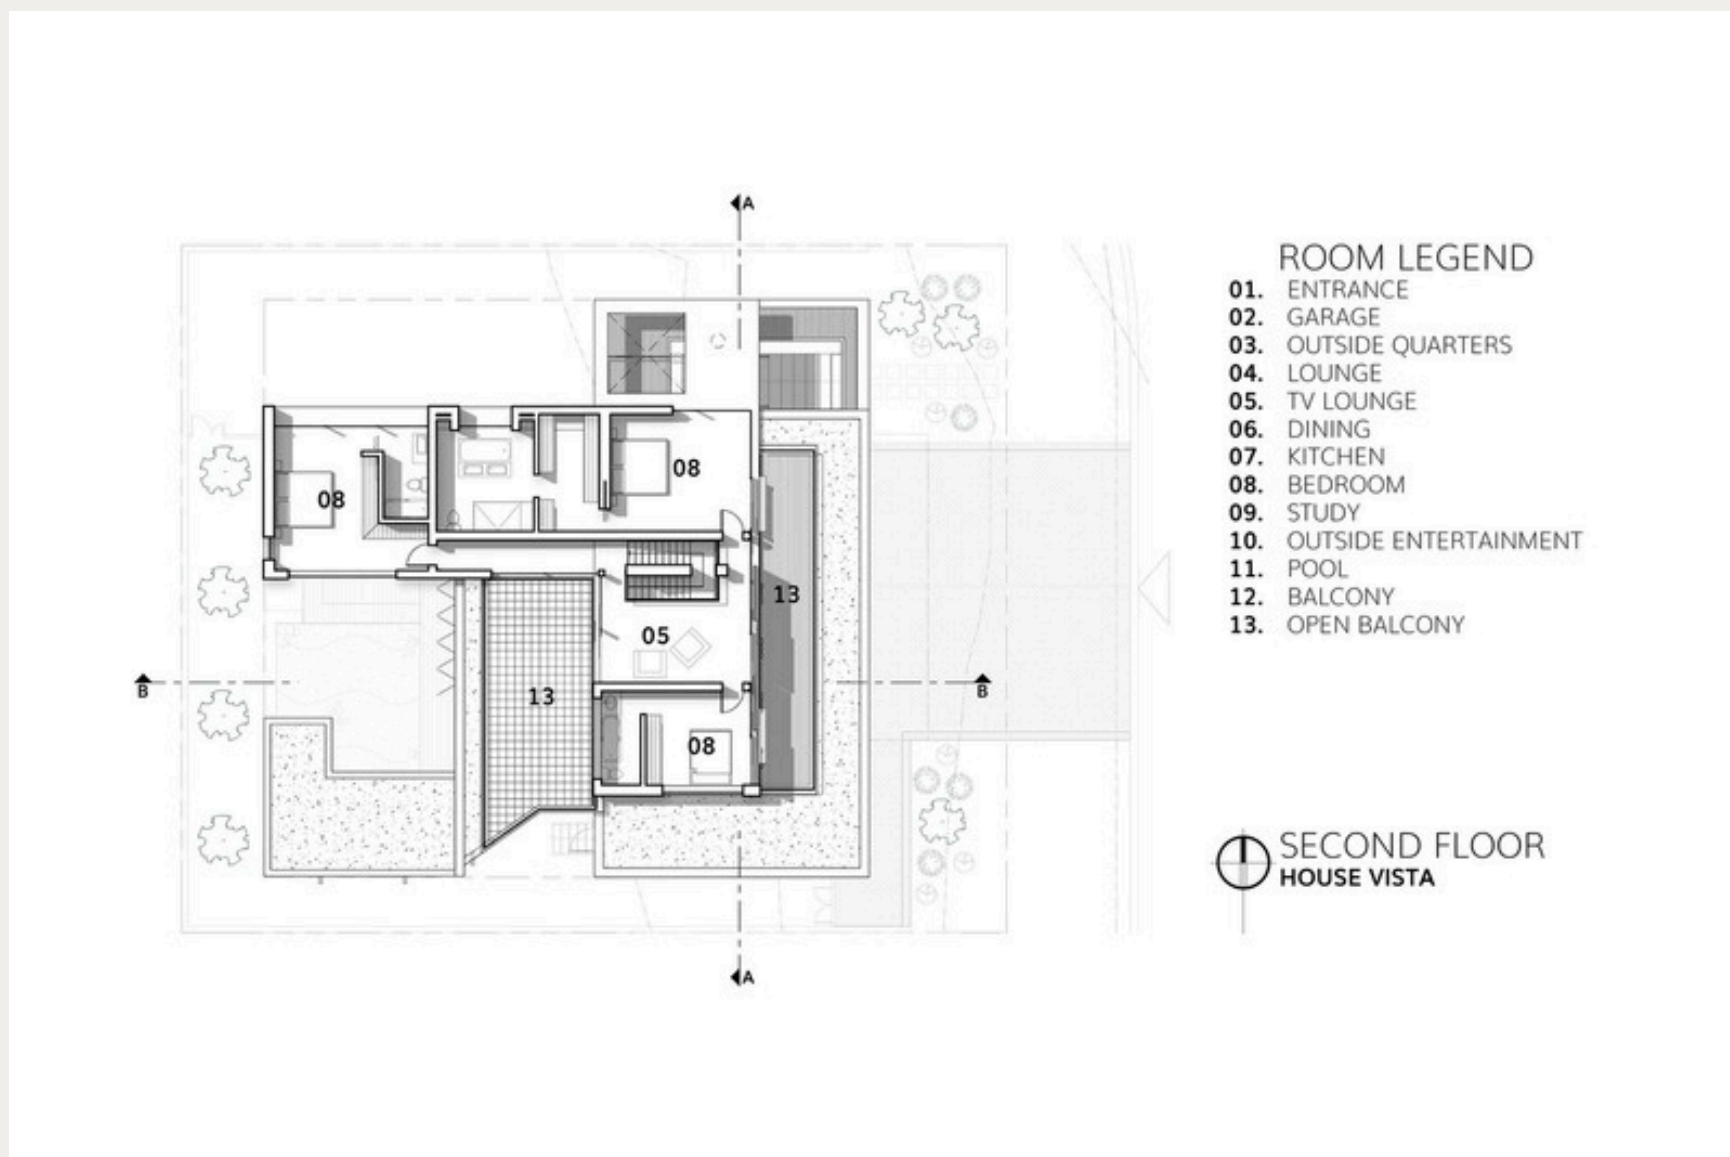 A
ROOM LEGEND
01. ENTRANCE
02. GARAGE
03. OUTSIDE QUARTERS
04. LOUNGE
05. TV LOUNGE
06. DINING
07. KITCHEN
08. BEDROOM
09. STUDY
10. OUTSIDE ENTERTAINMENT
11. POOL
12. BALCONY
13. OPEN BALCONY
08
08
13
05
B
13
B
08
SECOND FLOOR
HOUSE VISTA
A